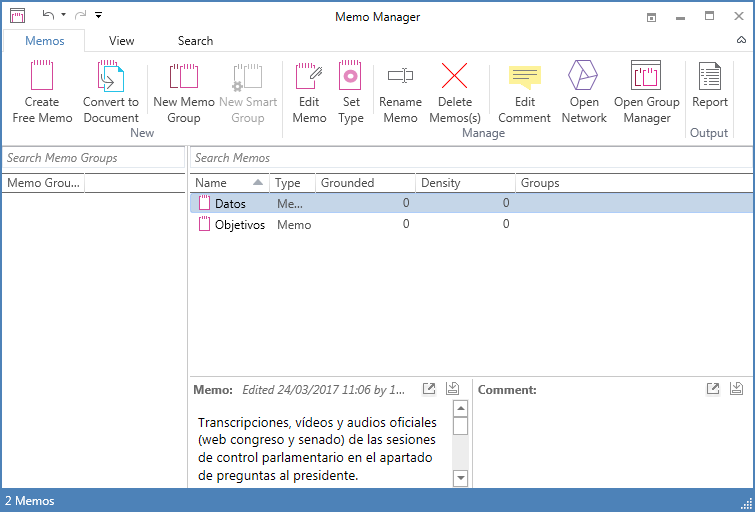 Memo Manager
Memos View Search
Create Free Memo
Convert to Document
New Memo Group
New Smart Group
Edit Memo
Set Type
Rename Memo
Delete Memos(s)
Edit Comment
Open Network
Open Group Manager
Report
New Manage Output
Search Memo Groups
Search Memos
Memo Grou...
Name Type Grounded Density Groups
Datos Me... 0 0
Objetivos Memo 0 0
Memo: Edited 24/03/2017 11:06 by 1...
Comment:
Transcripciones, vídeos y audios oficiales
(web congreso y senado) de las sesiones
de control parlamentario en el apartado
de preguntas al presidente.
2 Memos